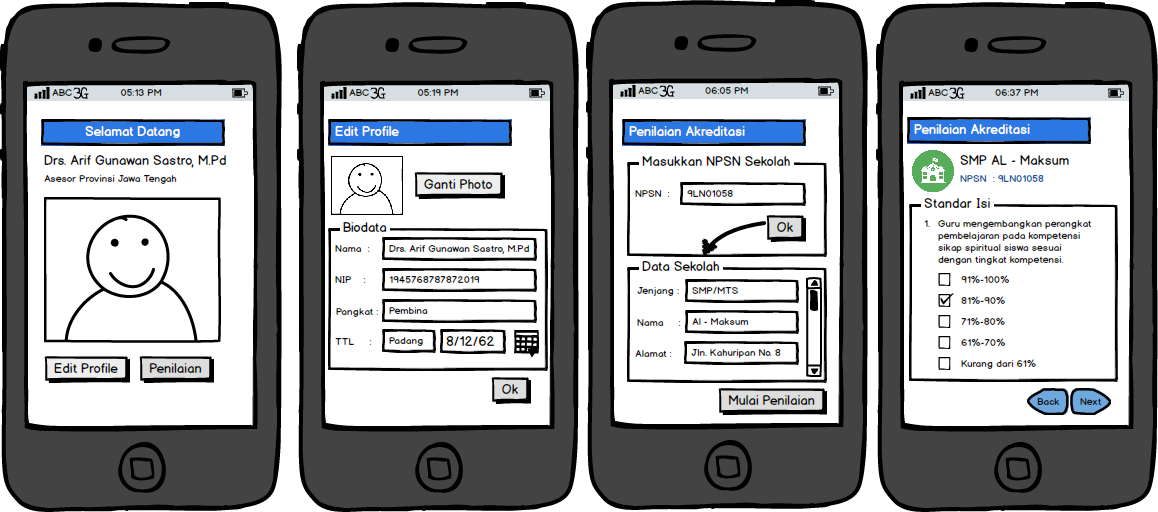 ABC 3G 05:13 PM
Selamat Datang
Drs. Arif Gunawan Sastro, M.Pd
Asesor Provinsi Jawa Tengah
Edit Profile
Penilaian
ABC 3G 05:19 PM
Edit Profile
Ganti Photo
Biodata
Nama : Drs. Arif Gunawan Sastro, M.Pd
NIP : 1945768787872019
Pangkat : Pembina
TTL : Padang 8/12/62
Ok
ABC 3G 06:05 PM
Penilaian Akreditasi
Masukkan NPSN Sekolah
NPSN : 9LN01058
Ok
Data Sekolah
Jenjang : SMP/MTS
Nama : Al - Maksum
Alamat : Jln. Kahuripan No. 8
Mulai Penilaian
ABC 3G 06:37 PM
Penilaian Akreditasi
SMP AL - Maksum
NPSN : 9LN01058
Standar Isi
1. Guru mengembangkan perangkat
pembelajaran pada kompetensi
sikap spiritual siswa sesuai
dengan tingkat kompetensi.
91%-100%
81%-90%
71%-80%
61%-70%
Kurang dari 61%
Back
Next